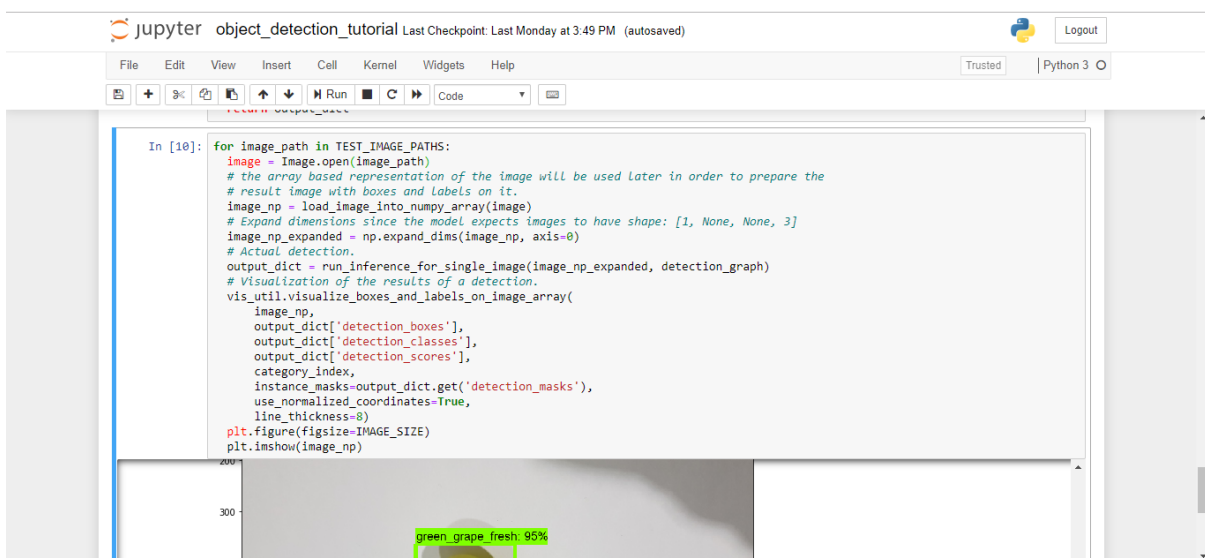 jupyter object_detection_tutorial Last Checkpoint: Last Monday at 3:49 PM (autosaved)
Logout
File Edit View Insert Cell Kernel Widgets Help
Trusted
Python 3
Run
Code
return output_dict
In [10]: for image_path in TEST_IMAGE_PATHS:
  image = Image.open(image_path)
  # the array based representation of the image will be used later in order to prepare the
  # result image with boxes and labels on it.
  image_np = load_image_into_numpy_array(image)
  # Expand dimensions since the model expects images to have shape: [1, None, None, 3]
  image_np_expanded = np.expand_dims(image_np, axis=0)
  # Actual detection.
  output_dict = run_inference_for_single_image(image_np_expanded, detection_graph)
  # Visualization of the results of a detection.
  vis_util.visualize_boxes_and_labels_on_image_array(
      image_np,
      output_dict['detection_boxes'],
      output_dict['detection_classes'],
      output_dict['detection_scores'],
      category_index,
      instance_masks=output_dict.get('detection_masks'),
      use_normalized_coordinates=True,
      line_thickness=8)
  plt.figure(figsize=IMAGE_SIZE)
  plt.imshow(image_np)
200
300
green_grape_fresh: 95%